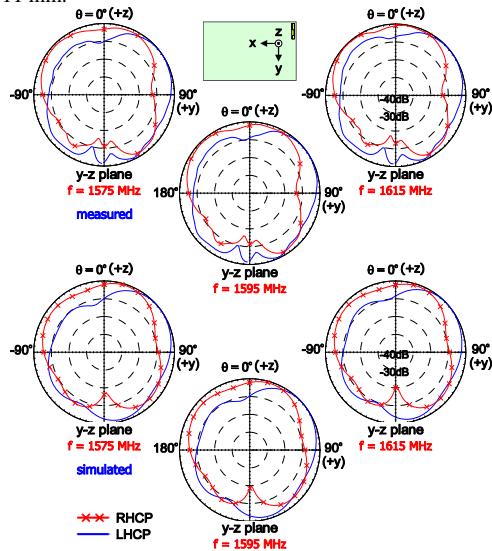 θ = 0° (+z)
z
x
y
θ = 0° (+z)
-90°
90°
(+y)
-90°
-40dB
-30dB
90°
(+y)
θ = 0° (+z)
y-z plane
f = 1575 MHz
measured
180°
90°
(+y)
y-z plane
f = 1615 MHz
y-z plane
f = 1595 MHz
θ = 0° (+z)
θ = 0° (+z)
-90°
90°
(+y)
-90°
-40dB
-30dB
90°
(+y)
θ = 0° (+z)
y-z plane
f = 1575 MHz
simulated
180°
90°
(+y)
y-z plane
f = 1615 MHz
RHCP
LHCP
y-z plane
f = 1595 MHz